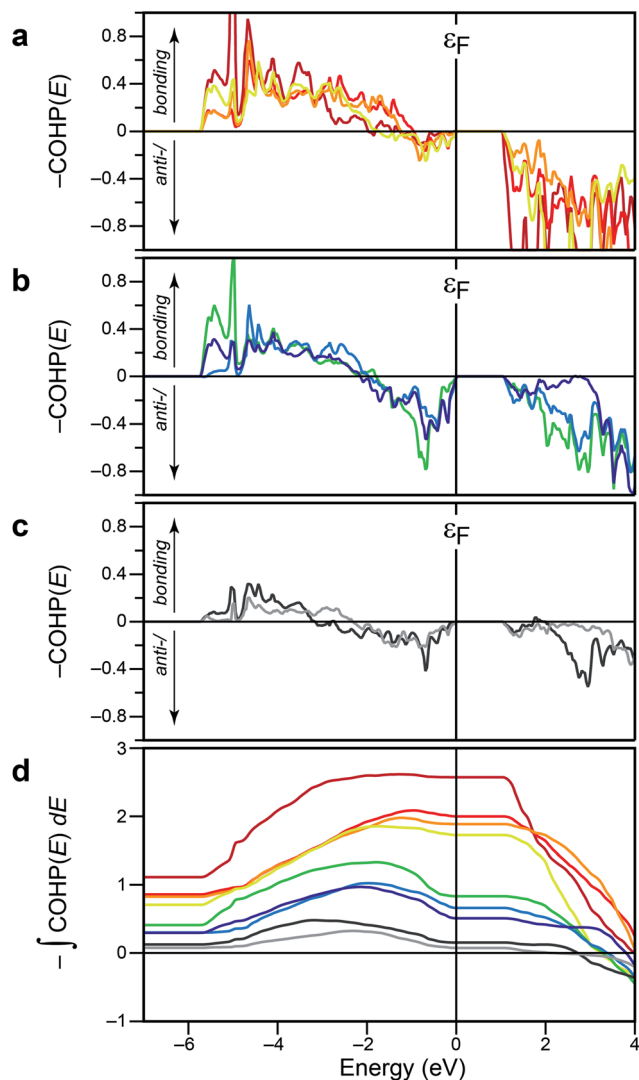 a
–COHP(E)
0.8
0.4
0
–0.4
–0.8
bonding
anti-/
εF
b
–COHP(E)
0.8
0.4
0
–0.4
–0.8
bonding
anti-/
εF
c
–COHP(E)
0.8
0.4
0
–0.4
–0.8
bonding
anti-/
εF
d
– ∫ COHP(E) dE
3
2
1
0
–1
–6 –4 –2 0 2 4
Energy (eV)